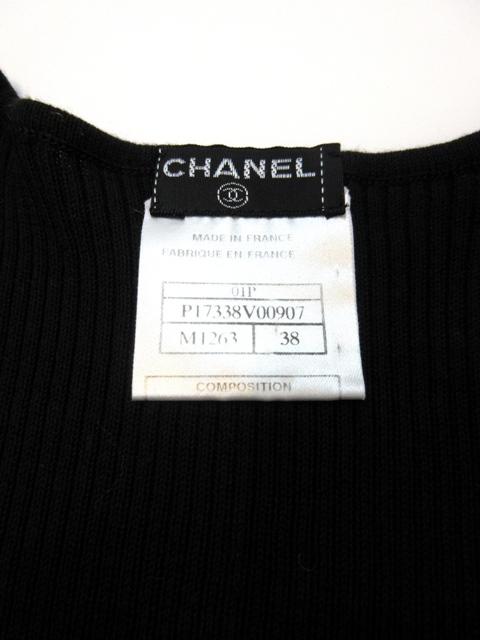 CHANEL
MADE IN FRANCE
FABRIQUE EN FRANCE
01P
P17338V00907
M1263 38
COMPOSITION